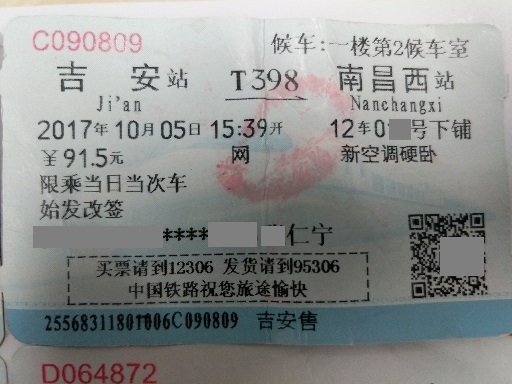 C090809
候车:一楼第2候车室
吉安站 T398 南昌西站
Ji'an Nanchangxi
2017年10月05日15:39开 12车0 号下铺
￥91.5元 网 新空调硬卧
限乘当日当次车
始发改签
**** 仁宁
买票请到12306 发货请到95306
中国铁路祝您旅途愉快
25568311801006C090809 吉安售
D064872